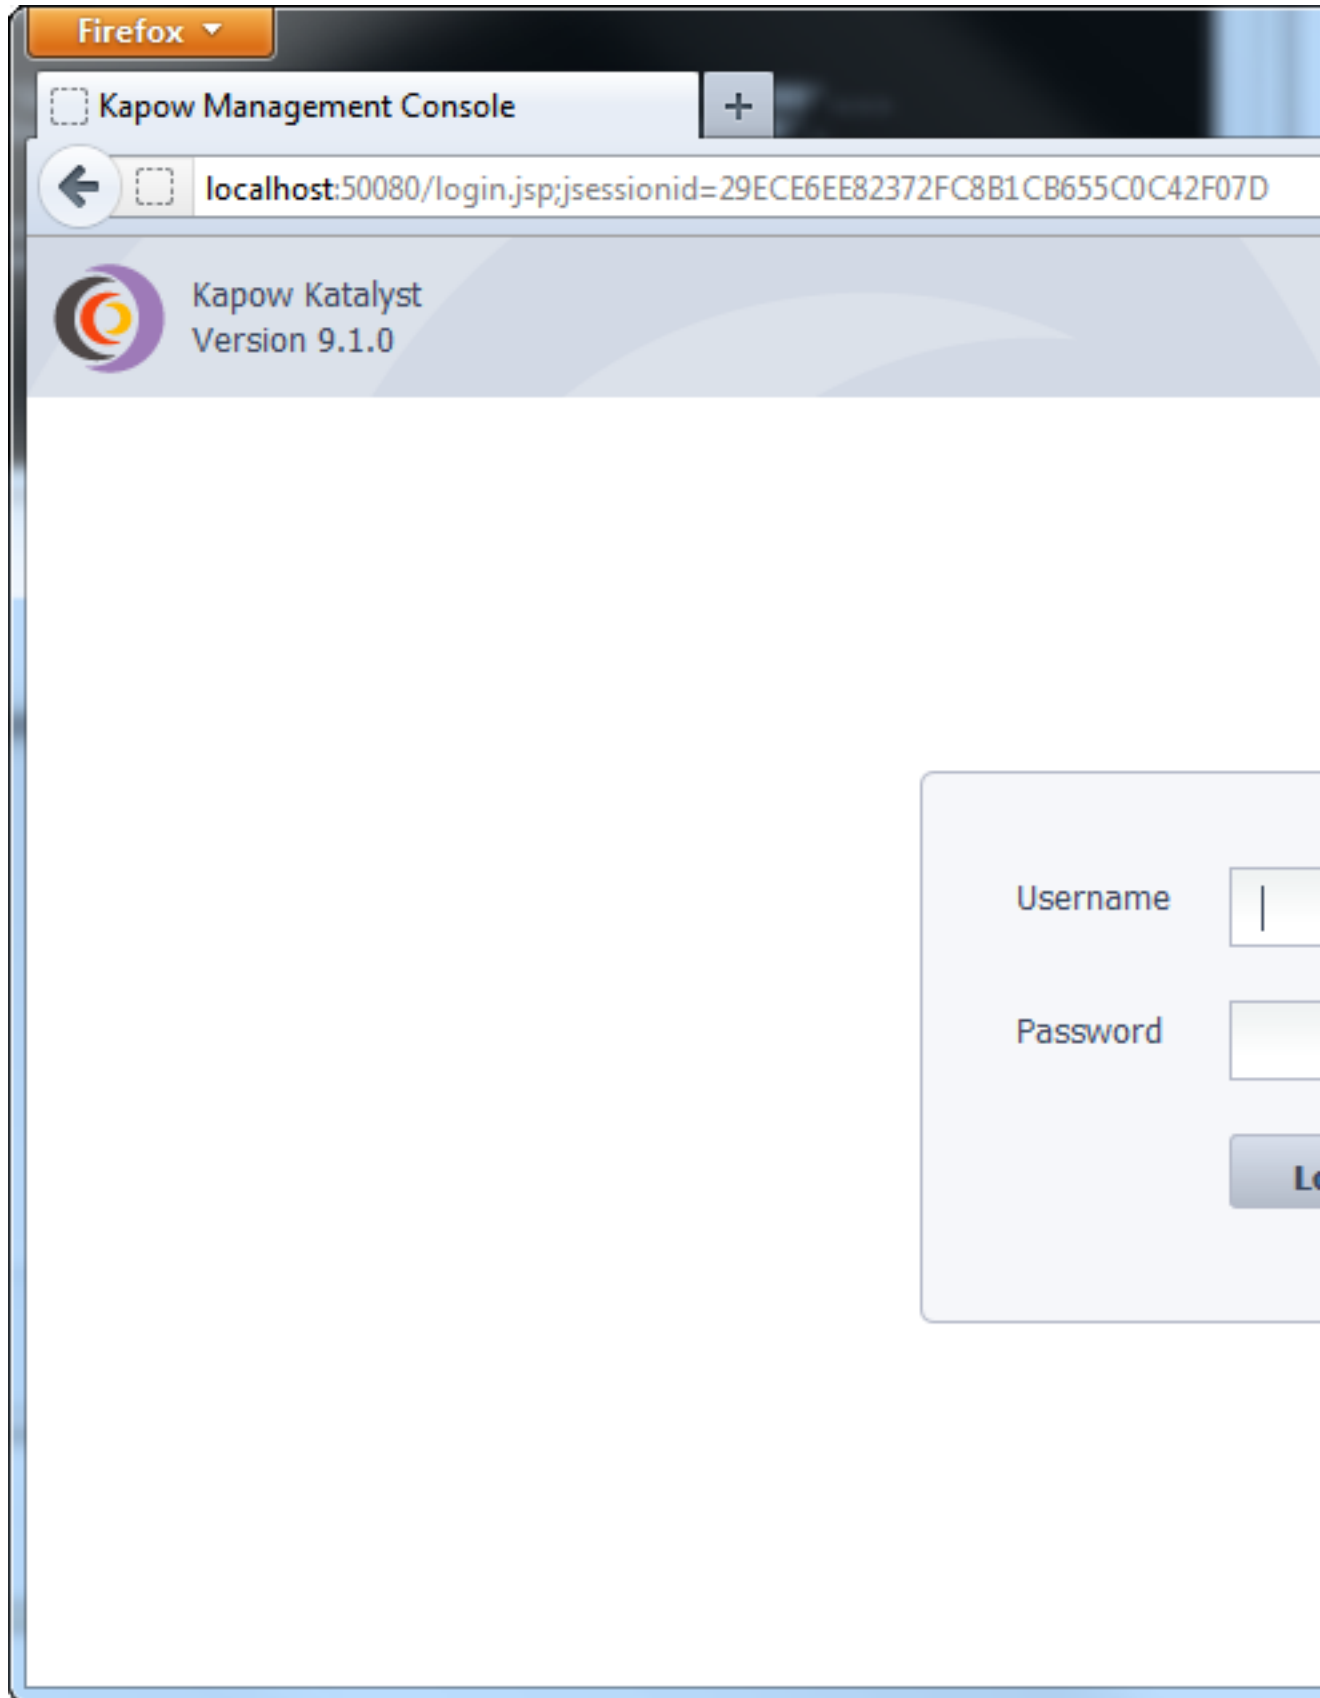 Firefox
Kapow Management Console
localhost:50080/login.jsp;jsessionid=29ECE6EE82372FC8B1CB655C0C42F07D
Kapow Katalyst
Version 9.1.0
Username
Password